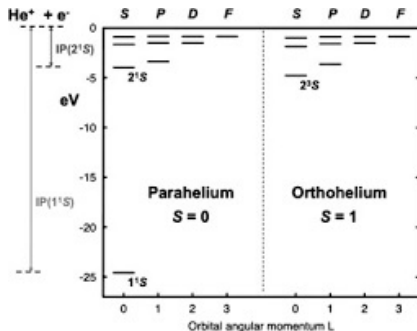 He⁺ + e⁻
S P D F S P D F
0
IP(2¹S)
2¹S 2³S
-5
eV
-10
Parahelium Orthohelium
S = 0 S = 1
-15
IP(1¹S)
-20
1¹S
-25
0 1 2 3 0 1 2 3
Orbital angular momentum L